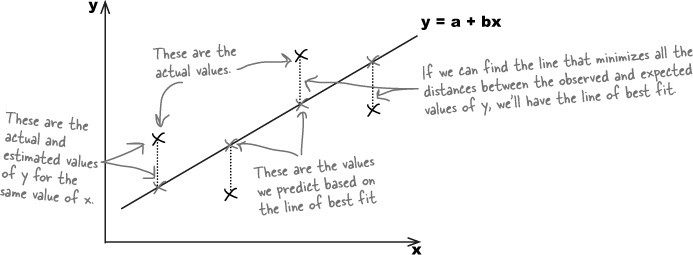 y
y = a + bx
These are the
actual values.
If we can find the line that minimizes all the
distances between the observed and expected
values of y, we'll have the line of best fit
These are the
actual and
estimated values
of y for the
same value of x.
These are the values
we predict based on
the line of best fit
x